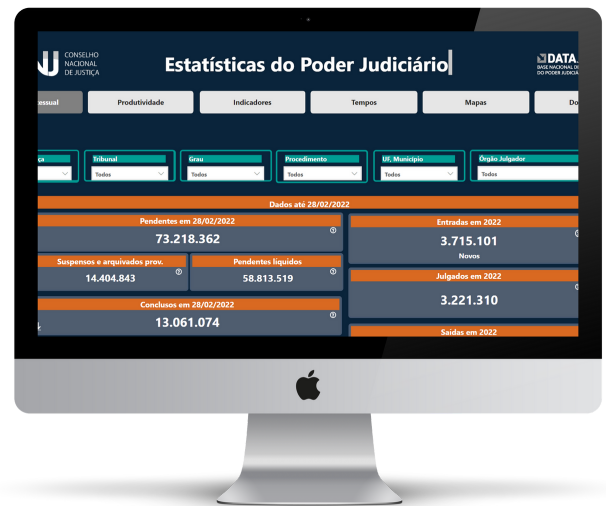 CONSELHO
NACIONAL
DE JUSTIÇA
Estatísticas do Poder Judiciário
DATA
BASE NACIONAL D
DO PODER JUDICIÁ
essual
Produtividade
Indicadores
Tempos
Mapas
Do
ça
Tribunal
Grau
Procedimento
UF, Município
Órgão Julgador
Todos
Todos
Todos
Todos
Todos
Dados até 28/02/2022
Pendentes em 28/02/2022
73.218.362
Entradas em 2022
3.715.101
Novos
Suspensos e arquivados prov.
14.404.843
Pendentes líquidos
58.813.519
Julgados em 2022
3.221.310
Conclusos em 28/02/2022
13.061.074
Saídas em 2022